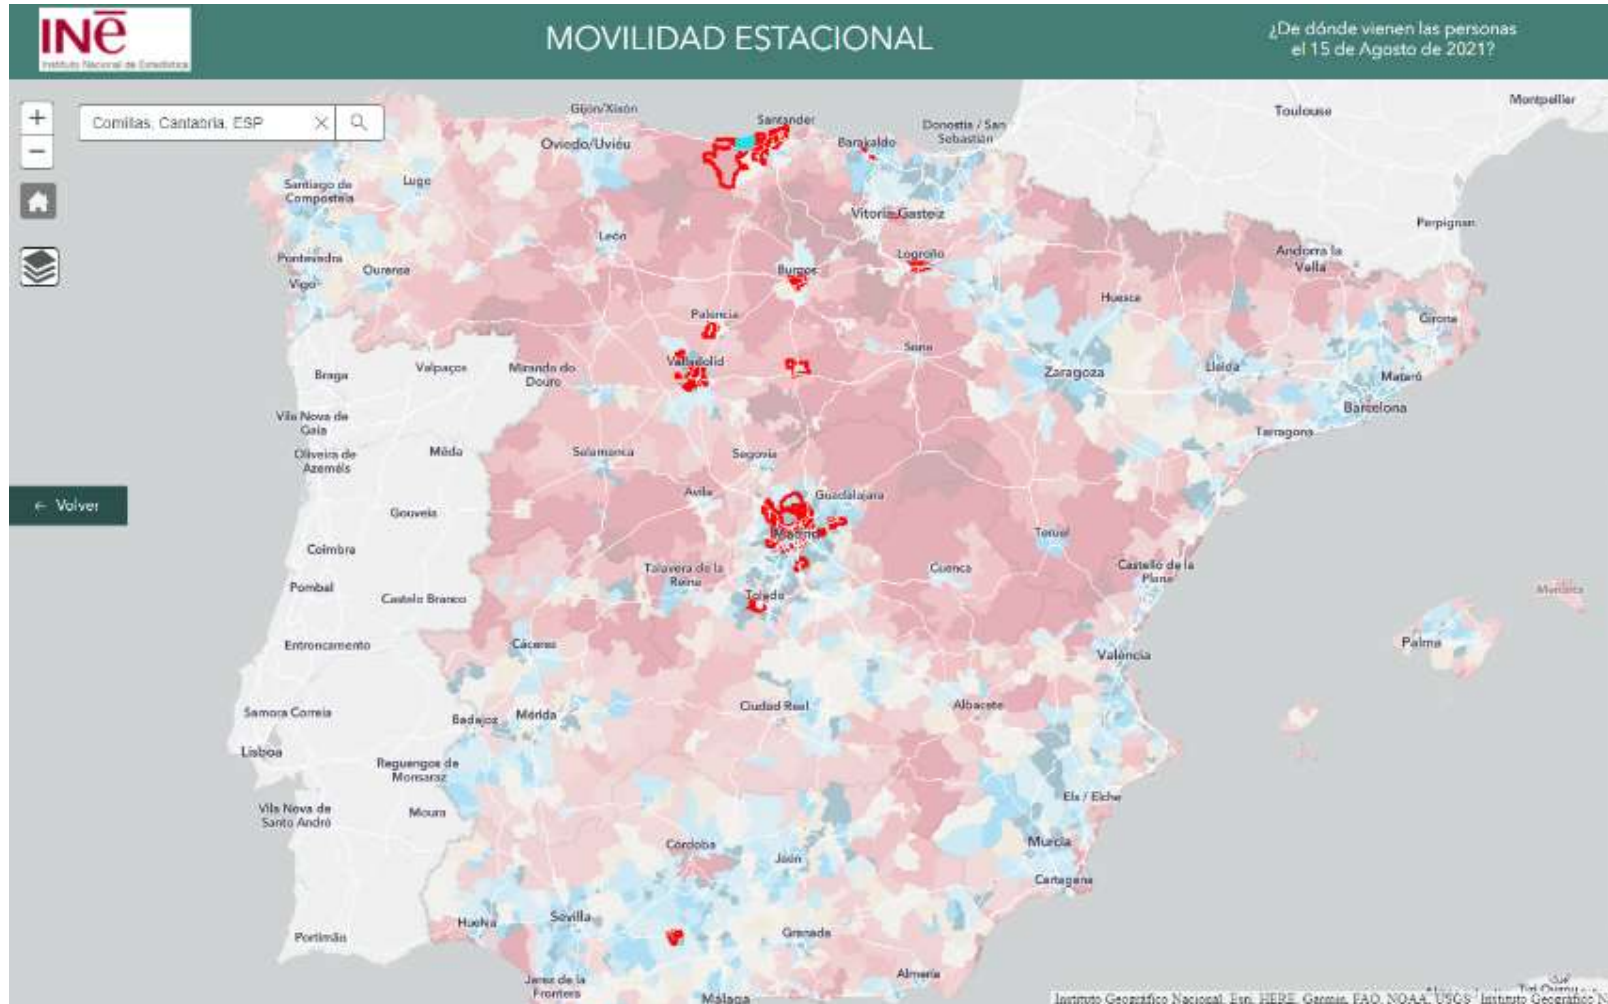 INē
Instituto Nacional de Estadística
MOVILIDAD ESTACIONAL
¿De dónde vienen las personas
el 15 de Agosto de 2021?
+
−
Comillas, Cantabria, ESP
← Volver
Gijón/Xixón
Santander
Oviedo/Uviéu
Barakaldo
Donostia / San
Sebastián
Toulouse
Montpellier
Santiago de
Compostela
Lugo
Vitoria-Gasteiz
Perpignan
León
Logroño
Andorra la
Vella
Pontevedra
Ourense
Burgos
Vigo
Huesca
Girona
Palencia
Soria
Braga
Valpaços
Miranda do
Douro
Valladolid
Zaragoza
Lleida
Mataró
Barcelona
Vila Nova de
Gaia
Tarragona
Oliveira de
Azeméis
Mêda
Salamanca
Segovia
Ávila
Guadalajara
Gouveia
Madrid
Teruel
Coimbra
Talavera de la
Reina
Cuenca
Castelló de la
Plana
Pombal
Castelo Branco
Toledo
Menorca
Entroncamento
Cáceres
València
Palma
Samora Correia
Badajoz
Mérida
Ciudad Real
Albacete
Lisboa
Reguengos de
Monsaraz
Vila Nova de
Santo André
Moura
Elx / Elche
Córdoba
Jaén
Murcia
Cartagena
Huelva
Sevilla
Granada
Portimão
Jerez de la
Frontera
Almería
Málaga
Instituto Geográfico Nacional, Esri, HERE, Garmin, FAO, NOAA, USGS